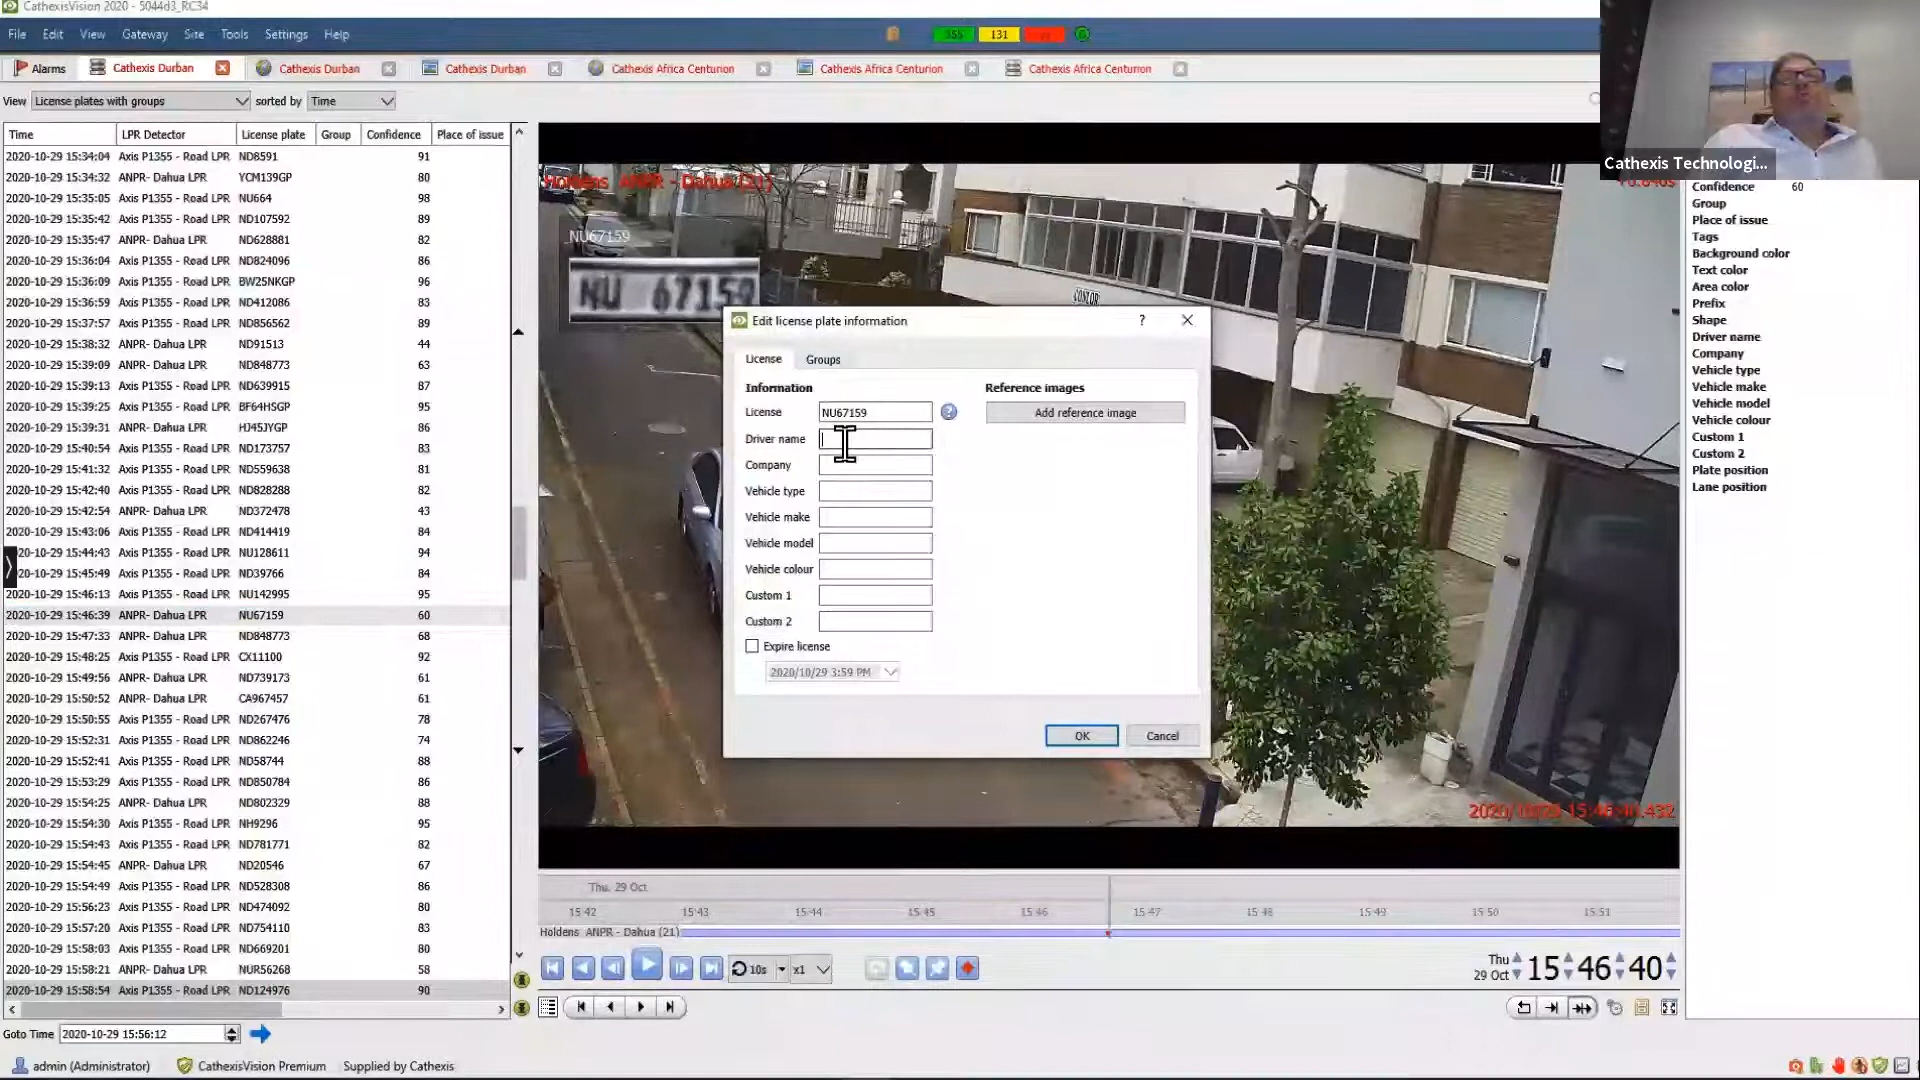 CathexisVision 2020 - 5044d3_RC34
File Edit View Gateway Site Tools Settings Help
355 131
Alarms Cathexis Durban Cathexis Durban Cathexis Durban Cathexis Africa Centurion Cathexis Africa Centurion Cathexis Africa Centurion
View License plates with groups sorted by Time
Time LPR Detector License plate Group Confidence Place of issue
2020-10-29 15:34:04 Axis P1355 - Road LPR ND8591 91
2020-10-29 15:34:32 ANPR- Dahua LPR YCM139GP 80
2020-10-29 15:35:05 Axis P1355 - Road LPR NU664 98
2020-10-29 15:35:42 Axis P1355 - Road LPR ND107592 89
2020-10-29 15:35:47 ANPR- Dahua LPR ND628881 82
2020-10-29 15:36:04 Axis P1355 - Road LPR ND824096 86
2020-10-29 15:36:09 Axis P1355 - Road LPR BW25NKGP 96
2020-10-29 15:36:59 Axis P1355 - Road LPR ND412086 83
2020-10-29 15:37:57 Axis P1355 - Road LPR ND856562 89
2020-10-29 15:38:32 ANPR- Dahua LPR ND91513 44
2020-10-29 15:39:09 ANPR- Dahua LPR ND848773 63
2020-10-29 15:39:13 Axis P1355 - Road LPR ND639915 87
2020-10-29 15:39:25 Axis P1355 - Road LPR BF64HSGP 95
2020-10-29 15:39:31 ANPR- Dahua LPR HJ45JYGP 86
2020-10-29 15:40:54 Axis P1355 - Road LPR ND173757 83
2020-10-29 15:41:32 Axis P1355 - Road LPR ND559638 81
2020-10-29 15:42:40 Axis P1355 - Road LPR ND828288 82
2020-10-29 15:42:54 ANPR- Dahua LPR ND372478 43
2020-10-29 15:43:06 Axis P1355 - Road LPR ND414419 84
20-10-29 15:44:43 Axis P1355 - Road LPR NU128611 94
20-10-29 15:45:49 Axis P1355 - Road LPR ND39766 84
2020-10-29 15:46:13 Axis P1355 - Road LPR NU142995 95
2020-10-29 15:46:39 ANPR- Dahua LPR NU67159 60
2020-10-29 15:47:33 ANPR- Dahua LPR ND848773 68
2020-10-29 15:48:25 Axis P1355 - Road LPR CX11100 92
2020-10-29 15:49:56 ANPR- Dahua LPR ND739173 61
2020-10-29 15:50:52 ANPR- Dahua LPR CA967457 61
2020-10-29 15:50:55 Axis P1355 - Road LPR ND267476 78
2020-10-29 15:52:31 Axis P1355 - Road LPR ND862246 74
2020-10-29 15:52:41 Axis P1355 - Road LPR ND58744 88
2020-10-29 15:53:29 Axis P1355 - Road LPR ND850784 86
2020-10-29 15:54:25 ANPR- Dahua LPR ND802329 88
2020-10-29 15:54:30 Axis P1355 - Road LPR NH9296 95
2020-10-29 15:54:43 Axis P1355 - Road LPR ND781771 82
2020-10-29 15:54:45 ANPR- Dahua LPR ND20546 67
2020-10-29 15:54:49 Axis P1355 - Road LPR ND528308 86
2020-10-29 15:56:23 Axis P1355 - Road LPR ND474092 80
2020-10-29 15:57:20 Axis P1355 - Road LPR ND754110 83
2020-10-29 15:58:03 Axis P1355 - Road LPR ND669201 80
2020-10-29 15:58:21 ANPR- Dahua LPR NUR56268 58
2020-10-29 15:58:54 Axis P1355 - Road LPR ND124976 90
Goto Time 2020-10-29 15:56:12
admin (Administrator) CathexisVision Premium Supplied by Cathexis
Holdens ANPR - Dahua (21)
NU67159
NU 67159
CONLOR
Edit license plate information
License Groups
Information Reference images
License NU67159 Add reference image
Driver name
Company
Vehicle type
Vehicle make
Vehicle model
Vehicle colour
Custom 1
Custom 2
Expire license
2020/10/29 3:59 PM
OK Cancel
Thu, 29 Oct
15:42 15:43 15:44 15:45 15:46 15:47 15:48 15:49 15:50 15:51
Holdens ANPR - Dahua (21)
10s x1
Thu 29 Oct 15 46 40
Cathexis Technologi...
Confidence 60
Group
Place of issue
Tags
Background color
Text color
Area color
Prefix
Shape
Driver name
Company
Vehicle type
Vehicle make
Vehicle model
Vehicle colour
Custom 1
Custom 2
Plate position
Lane position